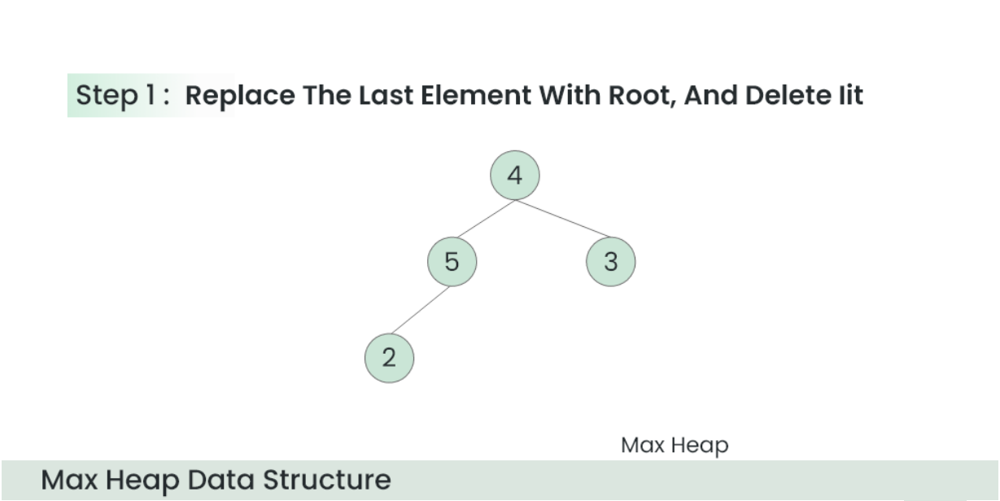 Step 1 : Replace The Last Element With Root, And Delete Iit
4
5 3
2
Max Heap
Max Heap Data Structure